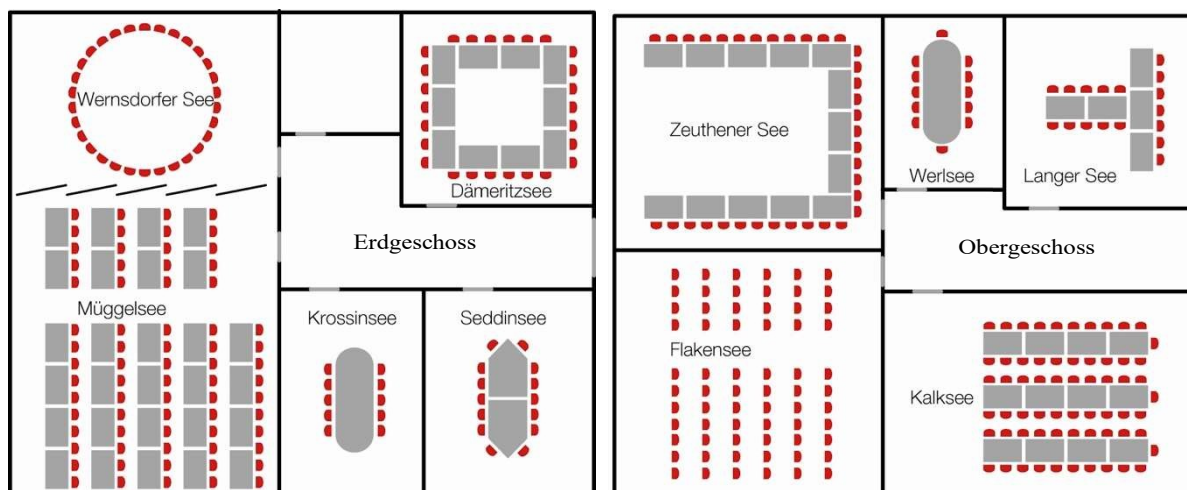 Wernsdorfer See
Dämeritzsee
Erdgeschoss
Müggelsee
Krossinsee
Seddinsee
Zeuthener See
Werlsee
Langer See
Obergeschoss
Flakensee
Kalksee